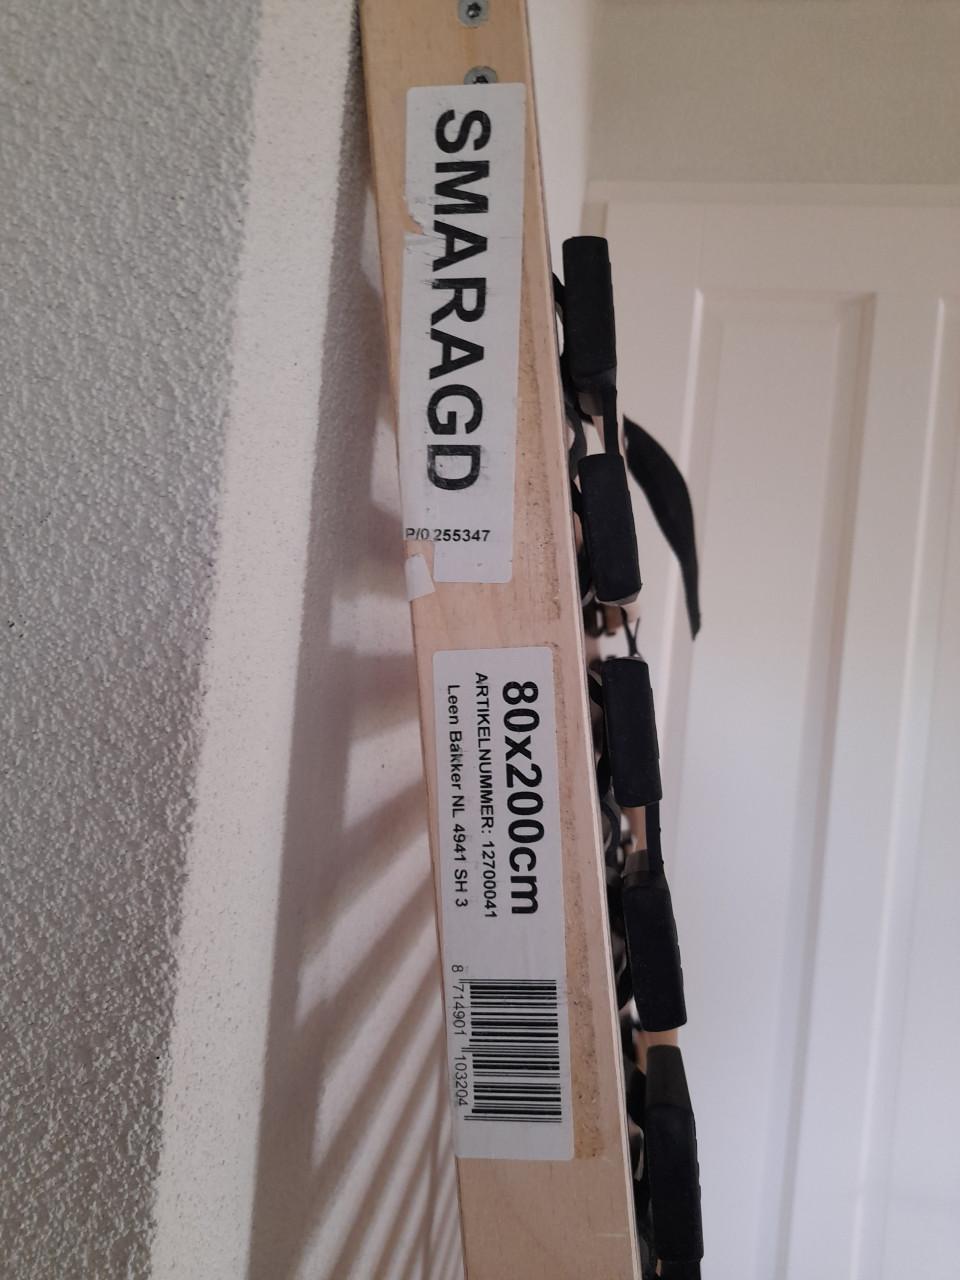 SMARAGD
P/0 255347
80x200cm
ARTIKELNUMMER: 12700041
Leen Bakker NL 4941 SH 3
8 714901 103204